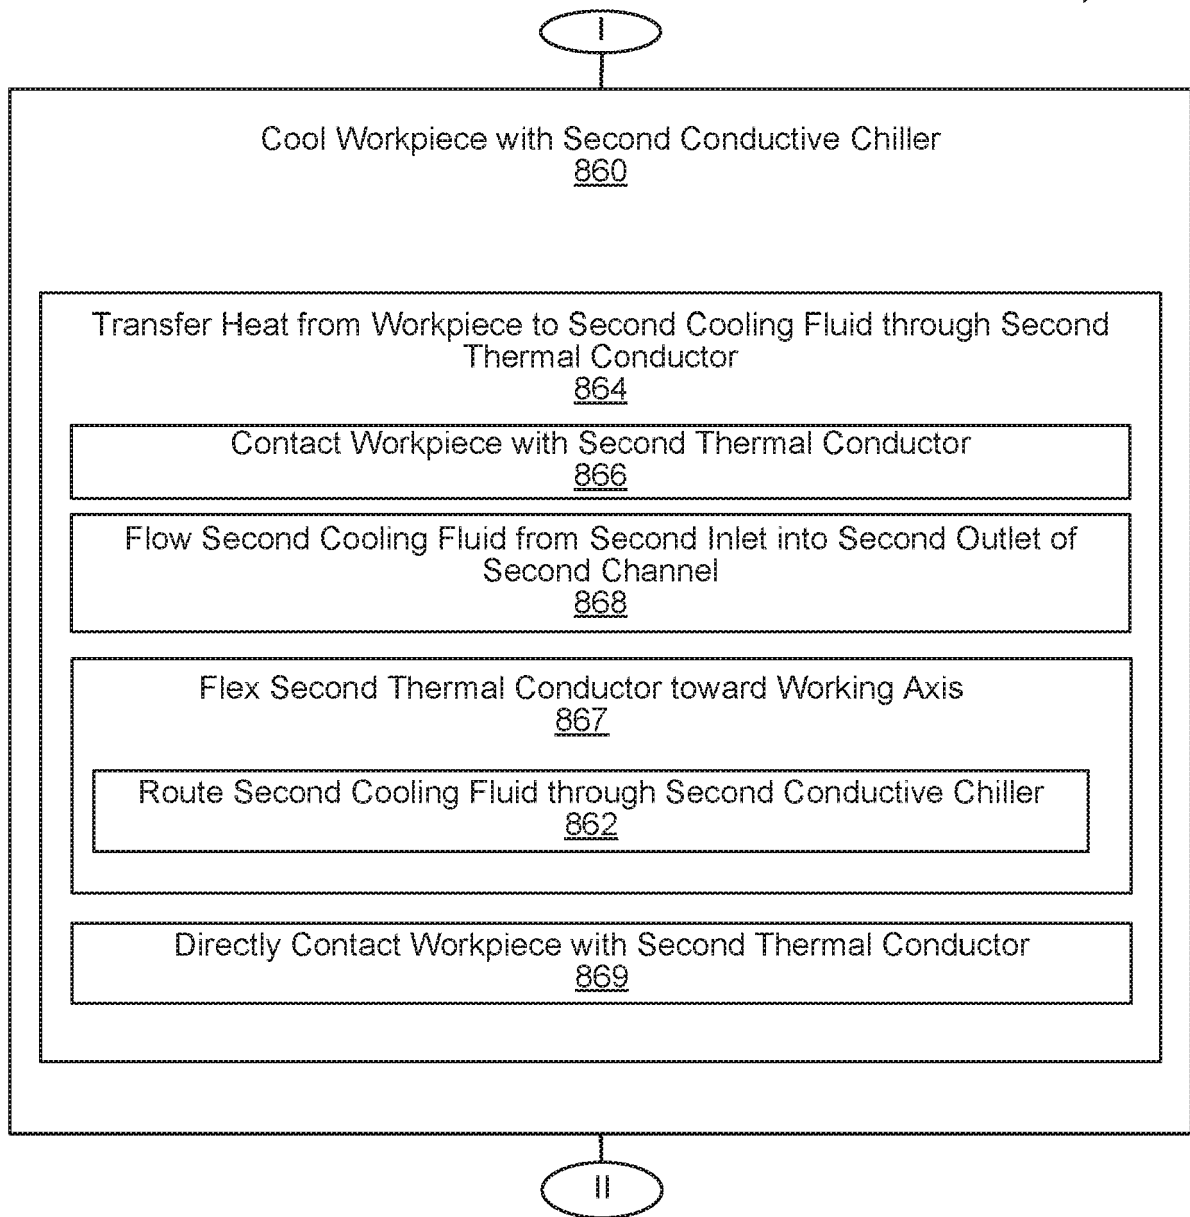 I
Cool Workpiece with Second Conductive Chiller
860
Transfer Heat from Workpiece to Second Cooling Fluid through Second
Thermal Conductor
864
Contact Workpiece with Second Thermal Conductor
866
Flow Second Cooling Fluid from Second Inlet into Second Outlet of
Second Channel
868
Flex Second Thermal Conductor toward Working Axis
867
Route Second Cooling Fluid through Second Conductive Chiller
862
Directly Contact Workpiece with Second Thermal Conductor
869
II